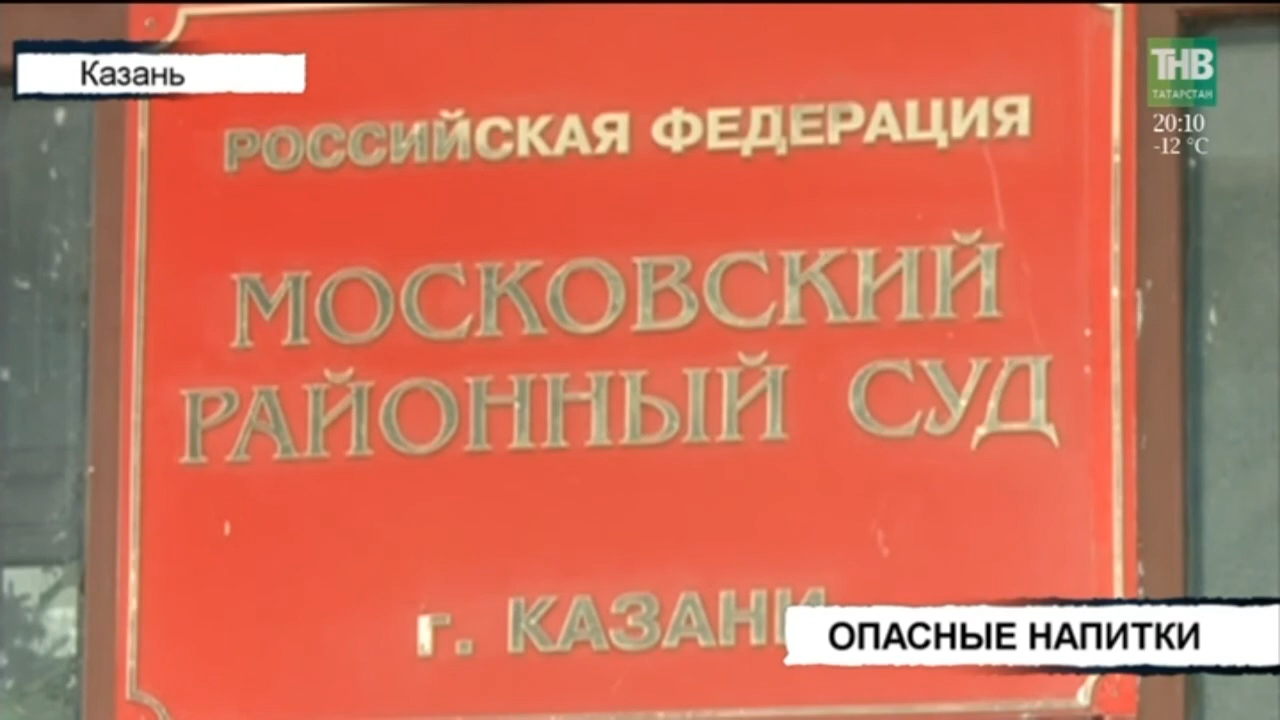 Казань
ТНВ
ТАТАРСТАН
20:10
-12 °C
РОССИЙСКАЯ ФЕДЕРАЦИЯ
МОСКОВСКИЙ
РАЙОННЫЙ СУД
г. КАЗАНИ
ОПАСНЫЕ НАПИТКИ